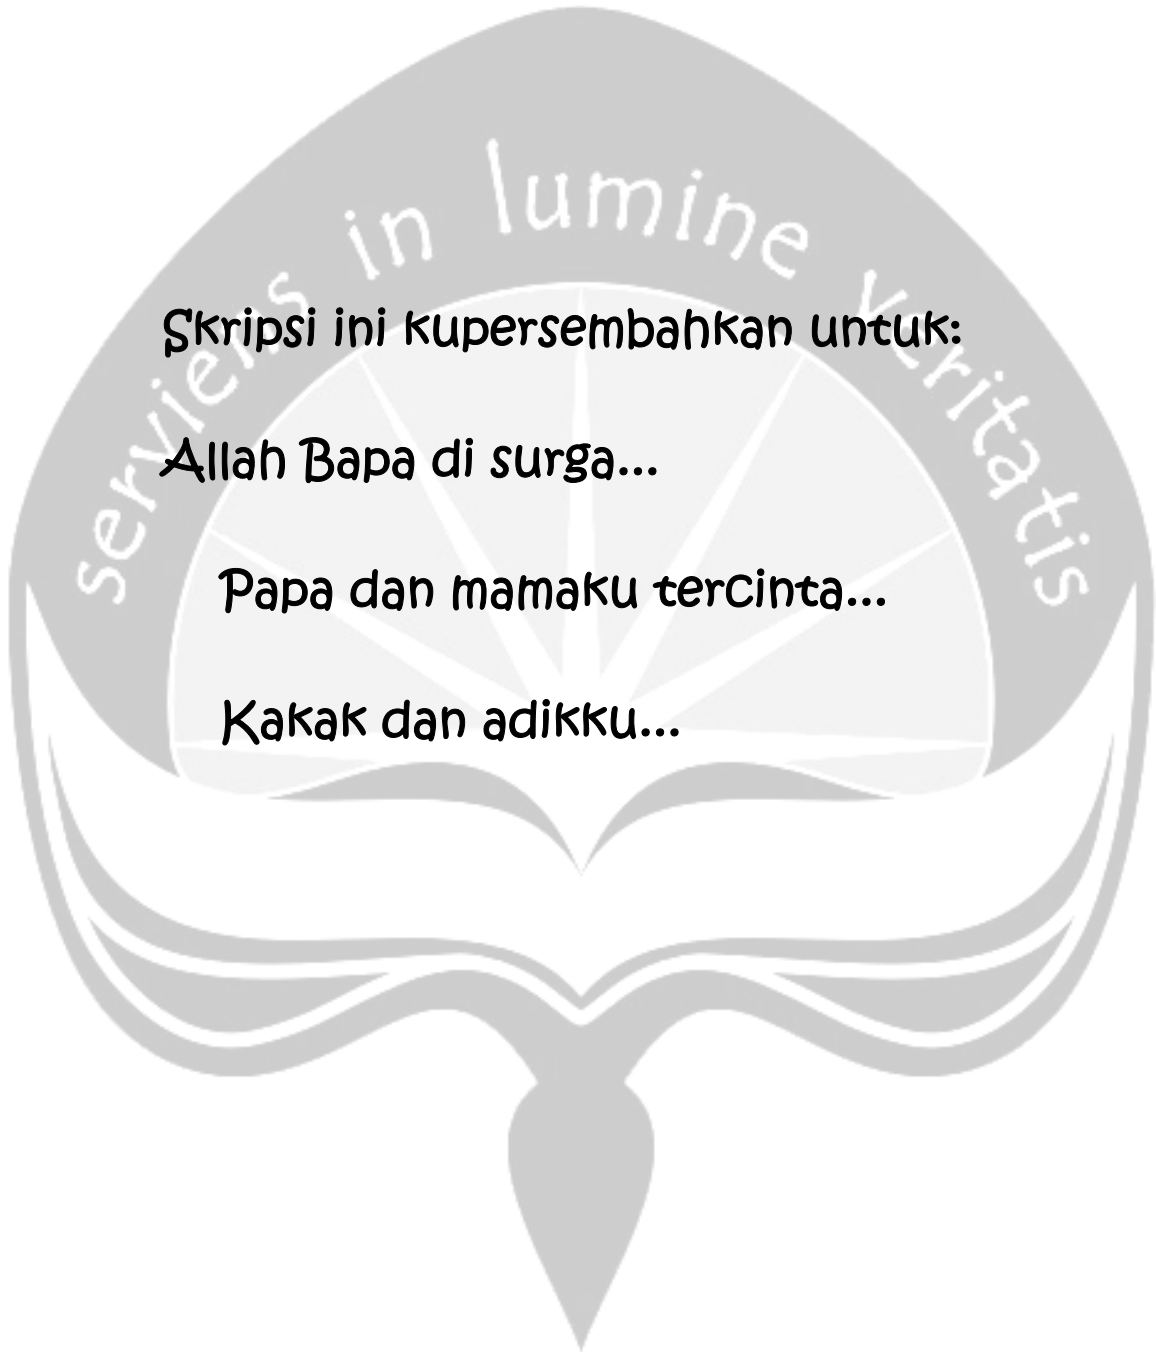 serviens in lumine veritatis
Skripsi ini kupersembahkan untuk:
Allah Bapa di surga...
Papa dan mamaku tercinta...
Kakak dan adikku...